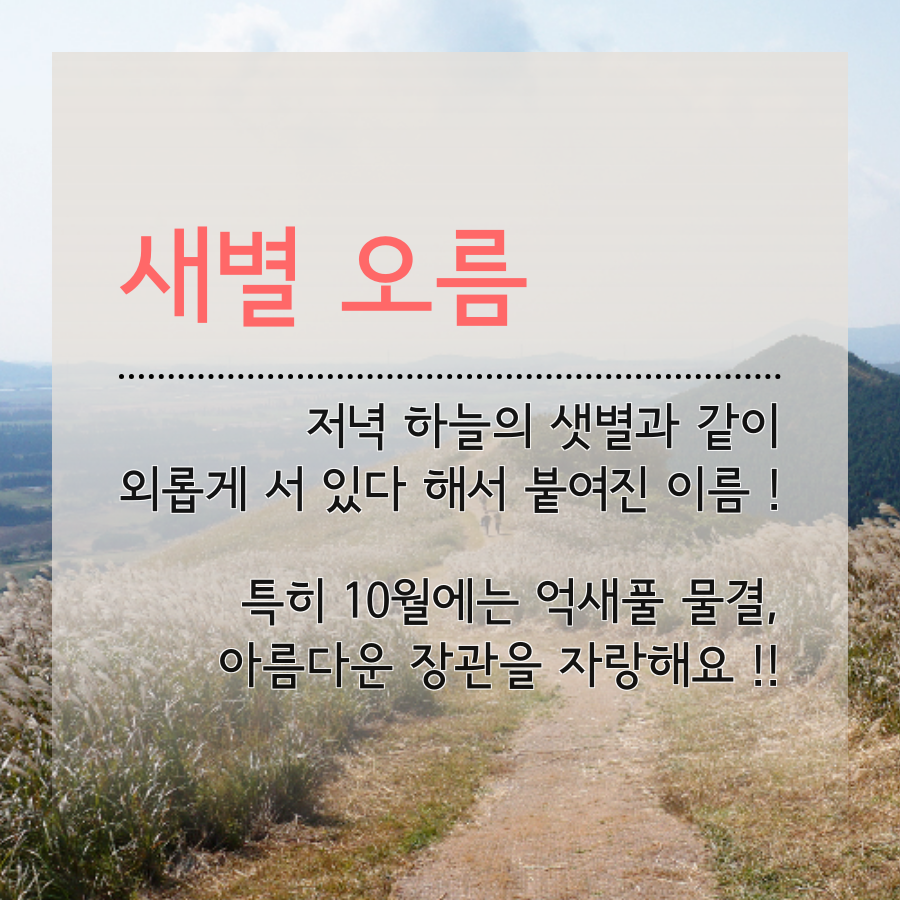 새별 오름
저녁 하늘의 샛별과 같이
외롭게 서 있다 해서 붙여진 이름 !
특히 10월에는 억새풀 물결,
아름다운 장관을 자랑해요 !!